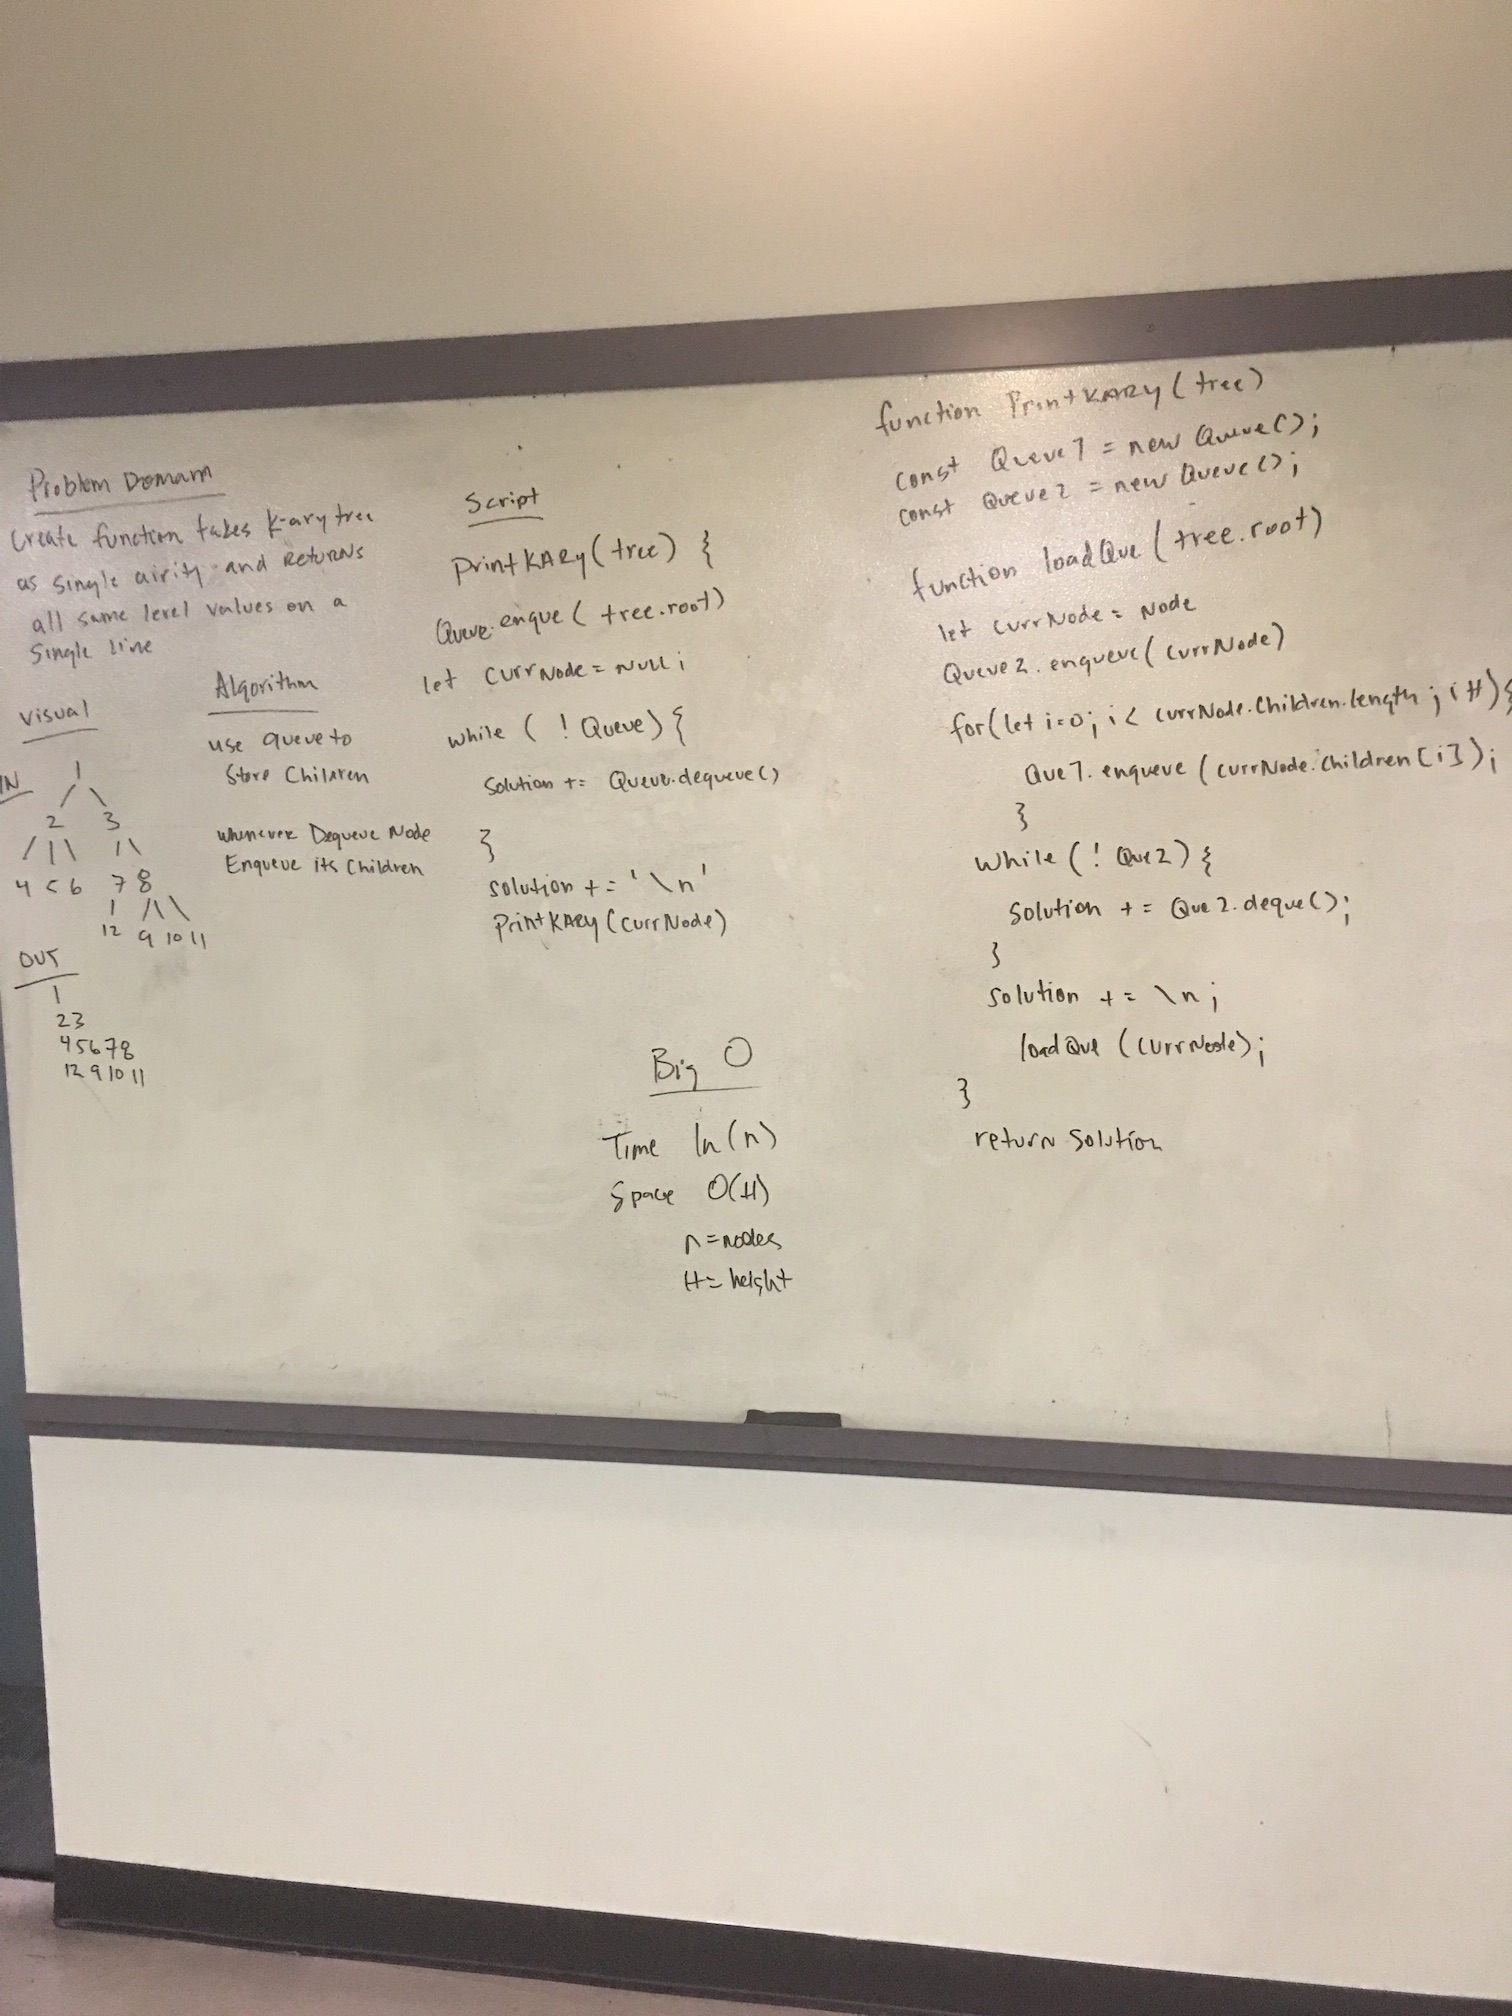 Problem Domain
Create function takes K-ary tree
as single airity and Returns
all same level values on a
Single line
Visual
IN
1
2 3
4 5 6 7 8
12 9 10 11
OUT
1
23
45678
12 9 10 11
Algorithm
use queue to
Store Children
whenever Dequeue Node
Enqueue its Children
Script
PrintKARY(tree) {
Queue.enque( tree.root)
let currNode = NULL;
while ( ! Queue) {
Solution += Queue.dequeue()
}
solution += '\n'
PrintKARY(currNode)
Big O
Time ln(n)
Space O(H)
n=nodes
H= height
function PrintKARY(tree)
const Queue1 = new Queue();
const Queue2 = new Queue();
function loadQue(tree.root)
let currNode = Node
Queue2.enqueue(currNode)
for(let i=0; i< currNode.Children.length; i++){
Que1.enqueue(currNode.Children[i]);
}
while(! Que2){
Solution += Que2.deque();
}
solution += \n;
loadQue (currNode);
}
return Solution